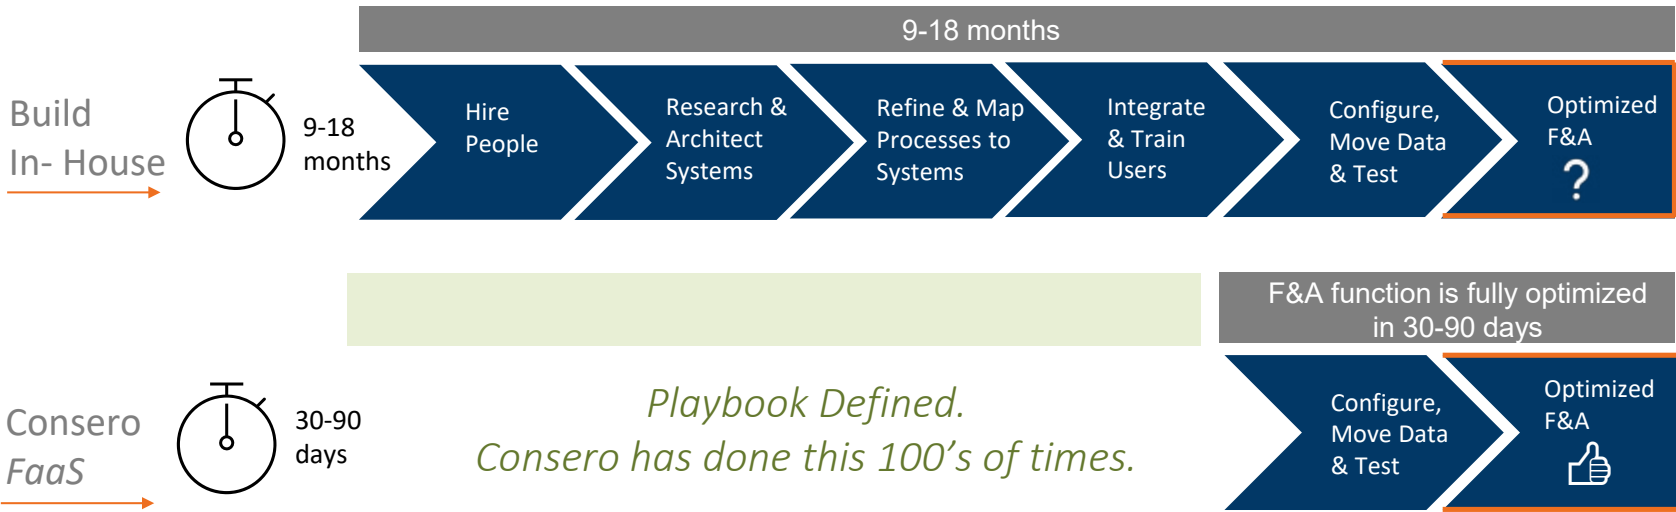 9-18 months
Build
In- House
9-18
months
Hire
People
Research &
Architect
Systems
Refine & Map
Processes to
Systems
Integrate
& Train
Users
Configure,
Move Data
& Test
Optimized
F&A
?
F&A function is fully optimized
in 30-90 days
Consero
FaaS
30-90
days
Playbook Defined.
Consero has done this 100’s of times.
Configure,
Move Data
& Test
Optimized
F&A